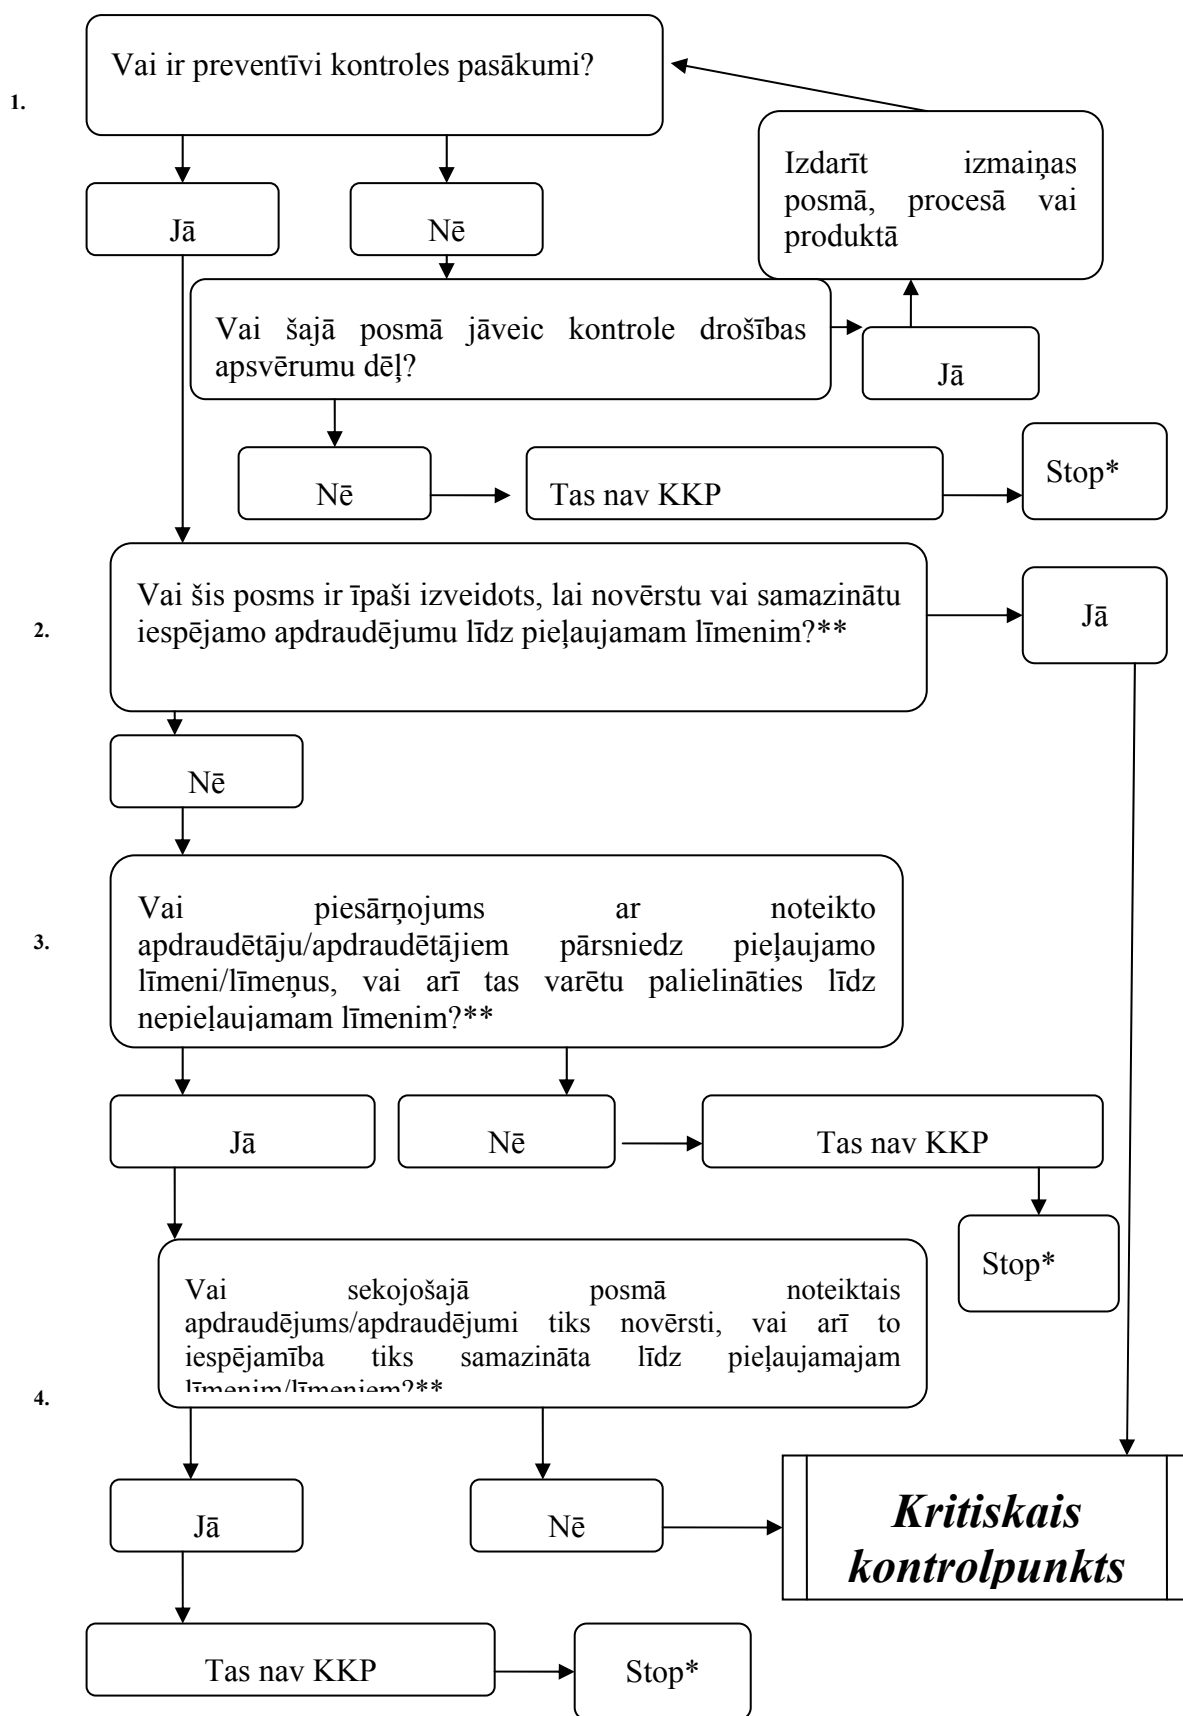 Vai ir preventīvi kontroles pasākumi?
1.
Izdarīt izmaiņas
posmā, procesā vai
produktā
Jā
Nē
Vai šajā posmā jāveic kontrole drošības
apsvērumu dēļ?
Jā
Nē
Tas nav KKP
Stop*
Vai šis posms ir īpaši izveidots, lai novērstu vai samazinātu
iespējamo apdraudējumu līdz pieļaujamam līmenim?**
Jā
2.
Nē
Vai piesārņojums ar noteikto
apdraudētāju/apdraudētājiem pārsniedz pieļaujamo
līmeni/līmeņus, vai arī tas varētu palielināties līdz
nepieļaujamam līmenim?**
3.
Jā
Nē
Tas nav KKP
Stop*
Vai sekojošajā posmā noteiktais
apdraudējums/apdraudējumi tiks novērsti, vai arī to
iespējamība tiks samazināta līdz pieļaujamajam
līmenim/līmeniem?**
4.
Jā
Nē
Kritiskais
kontrolpunkts
Tas nav KKP
Stop*